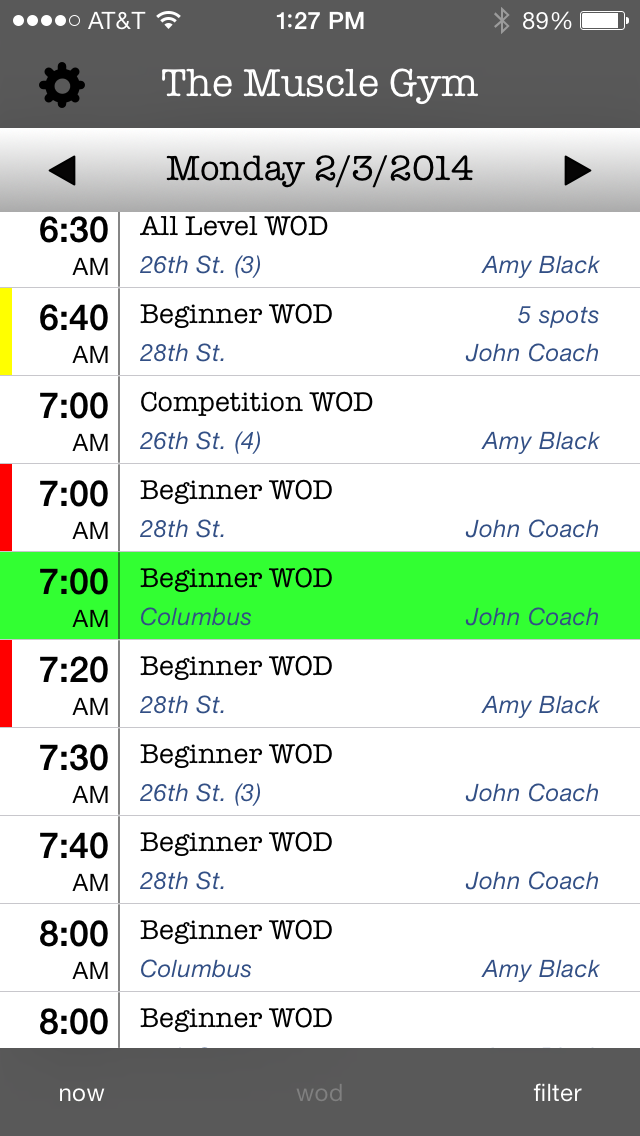 AT&T 1:27 PM 89%
The Muscle Gym
Monday 2/3/2014
6:30 AM All Level WOD
26th St. (3) Amy Black
6:40 AM Beginner WOD 5 spots
28th St. John Coach
7:00 AM Competition WOD
26th St. (4) Amy Black
7:00 AM Beginner WOD
28th St. John Coach
7:00 AM Beginner WOD
Columbus John Coach
7:20 AM Beginner WOD
28th St. Amy Black
7:30 AM Beginner WOD
26th St. (3) John Coach
7:40 AM Beginner WOD
28th St. John Coach
8:00 AM Beginner WOD
Columbus Amy Black
8:00 Beginner WOD
now wod filter